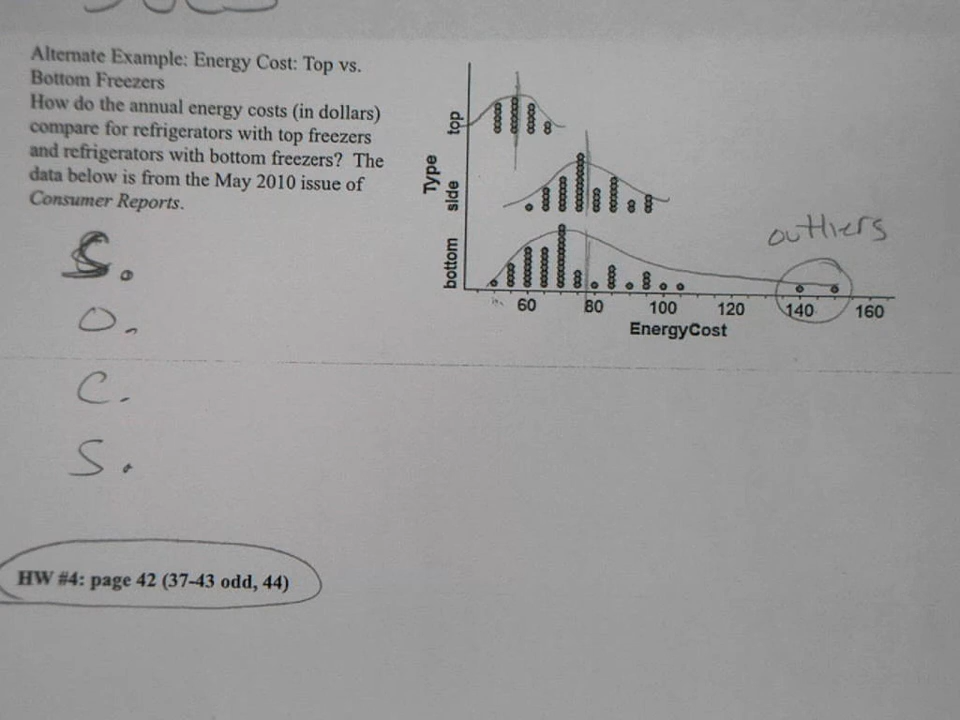 Alternate Example: Energy Cost: Top vs.
Bottom Freezers
How do the annual energy costs (in dollars)
compare for refrigerators with top freezers
and refrigerators with bottom freezers? The
data below is from the May 2010 issue of
Consumer Reports.
S.
O.
C.
S.
Type
top
side
bottom
outliers
60 80 100 120 140 160
EnergyCost
HW #4: page 42 (37-43 odd, 44)